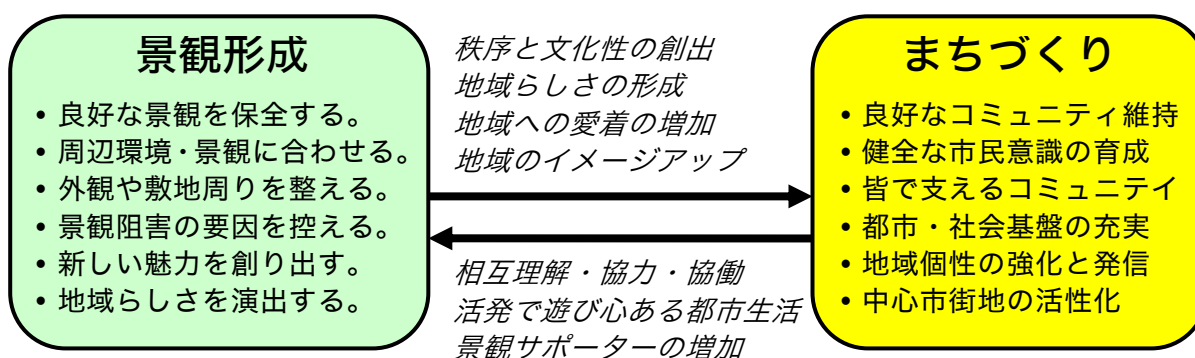 景観形成
• 良好な景観を保全する。
• 周辺環境・景観に合わせる。
• 外観や敷地周りを整える。
• 景観阻害の要因を控える。
• 新しい魅力を創り出す。
• 地域らしさを演出する。
秩序と文化性の創出
地域らしさの形成
地域への愛着の増加
地域のイメージアップ
相互理解・協力・協働
活発で遊び心ある都市生活
景観サポーターの増加
まちづくり
• 良好なコミュニティ維持
• 健全な市民意識の育成
• 皆で支えるコミュニテイ
• 都市・社会基盤の充実
• 地域個性の強化と発信
• 中心市街地の活性化